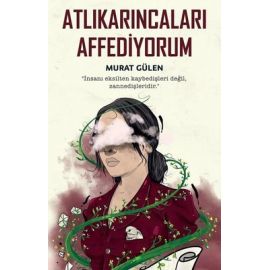 ATLIKARINCALARI
AFFEDİYORUM
MURAT GÜLEN
"İnsanı eksilten kaybedişleri değil,
zannedişleridir."